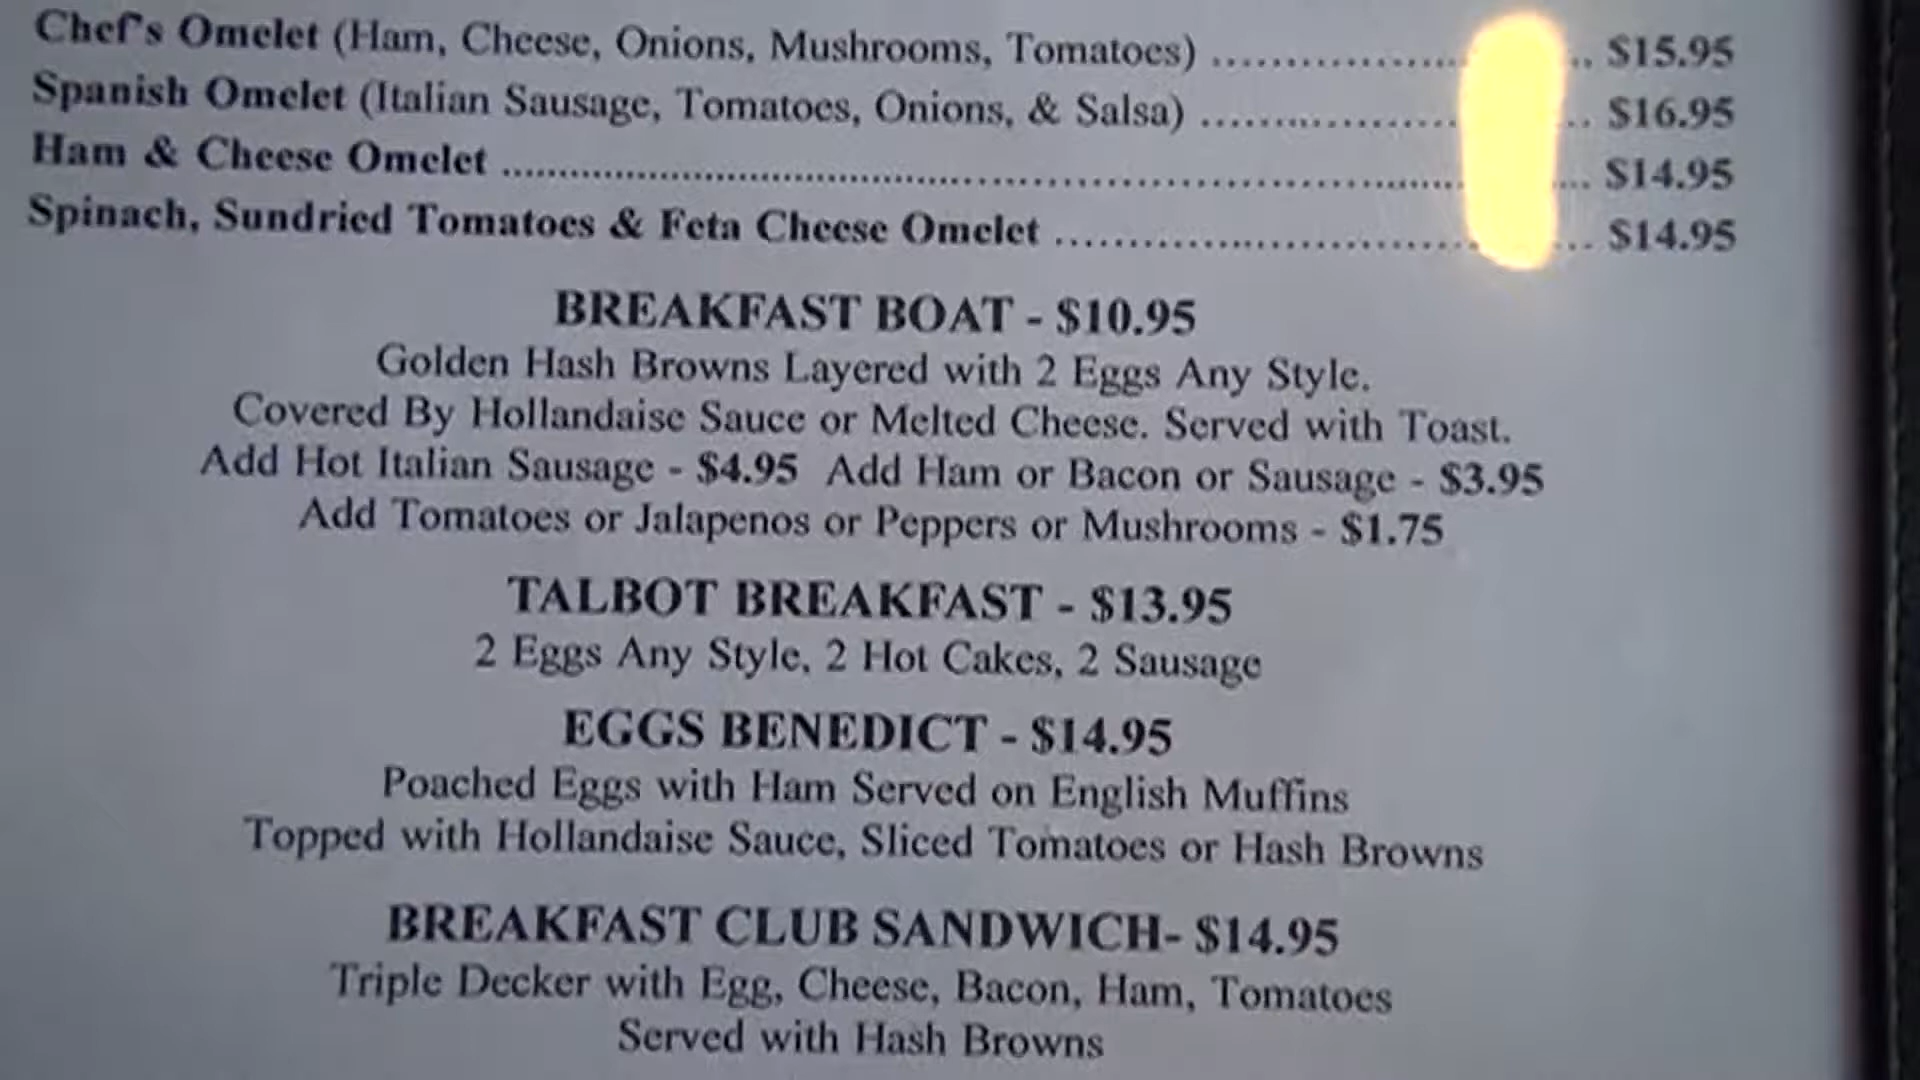 Chef's Omelet (Ham, Cheese, Onions, Mushrooms, Tomatoes) ........................ $15.95
Spanish Omelet (Italian Sausage, Tomatoes, Onions, & Salsa) ........................ $16.95
Ham & Cheese Omelet ........................ $14.95
Spinach, Sundried Tomatoes & Feta Cheese Omelet ........................ $14.95
BREAKFAST BOAT - $10.95
Golden Hash Browns Layered with 2 Eggs Any Style.
Covered By Hollandaise Sauce or Melted Cheese. Served with Toast.
Add Hot Italian Sausage - $4.95 Add Ham or Bacon or Sausage - $3.95
Add Tomatoes or Jalapenos or Peppers or Mushrooms - $1.75
TALBOT BREAKFAST - $13.95
2 Eggs Any Style, 2 Hot Cakes, 2 Sausage
EGGS BENEDICT - $14.95
Poached Eggs with Ham Served on English Muffins
Topped with Hollandaise Sauce, Sliced Tomatoes or Hash Browns
BREAKFAST CLUB SANDWICH- $14.95
Triple Decker with Egg, Cheese, Bacon, Ham, Tomatoes
Served with Hash Browns